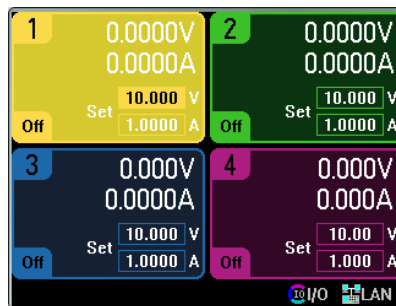 1 0.0000V
0.0000A
Set 10.000 V
1.0000 A
Off
2 0.0000V
0.0000A
Set 10.000 V
1.0000 A
Off
3 0.000V
0.0000A
Set 10.000 V
1.0000 A
Off
4 0.000V
0.000A
Set 10.00 V
1.000 A
Off
IO I/O LAN